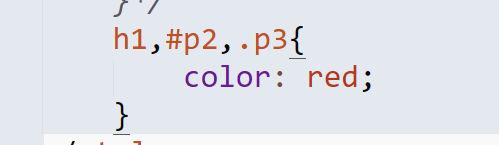 }*/
h1,#p2,.p3{
color: red;
}